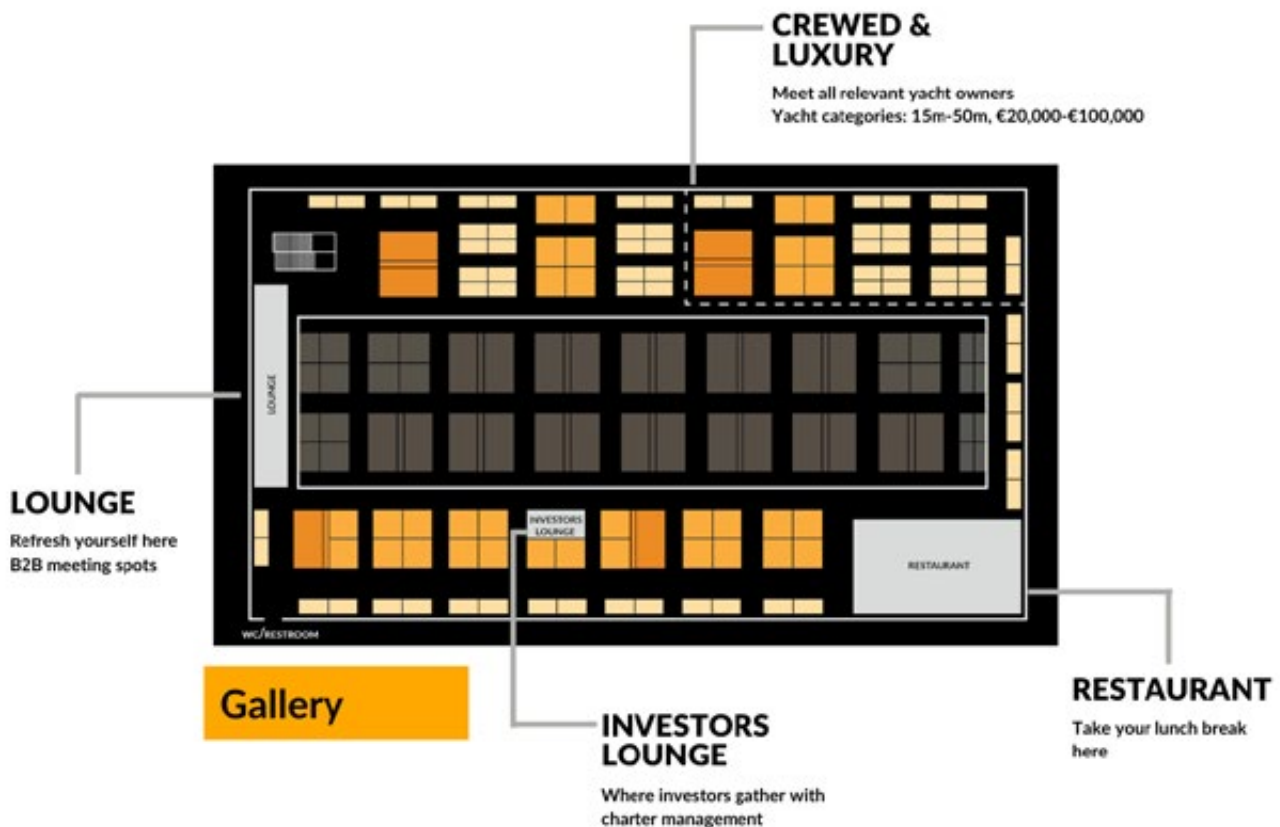 CREWED &
LUXURY
Meet all relevant yacht owners
Yacht categories: 15m-50m, €20,000-€100,000
LOUNGE
LOUNGE
Refresh yourself here
B2B meeting spots
INVESTORS
LOUNGE
RESTAURANT
WC/RESTROOM
Gallery
INVESTORS
LOUNGE
Where investors gather with
charter management
RESTAURANT
Take your lunch break
here